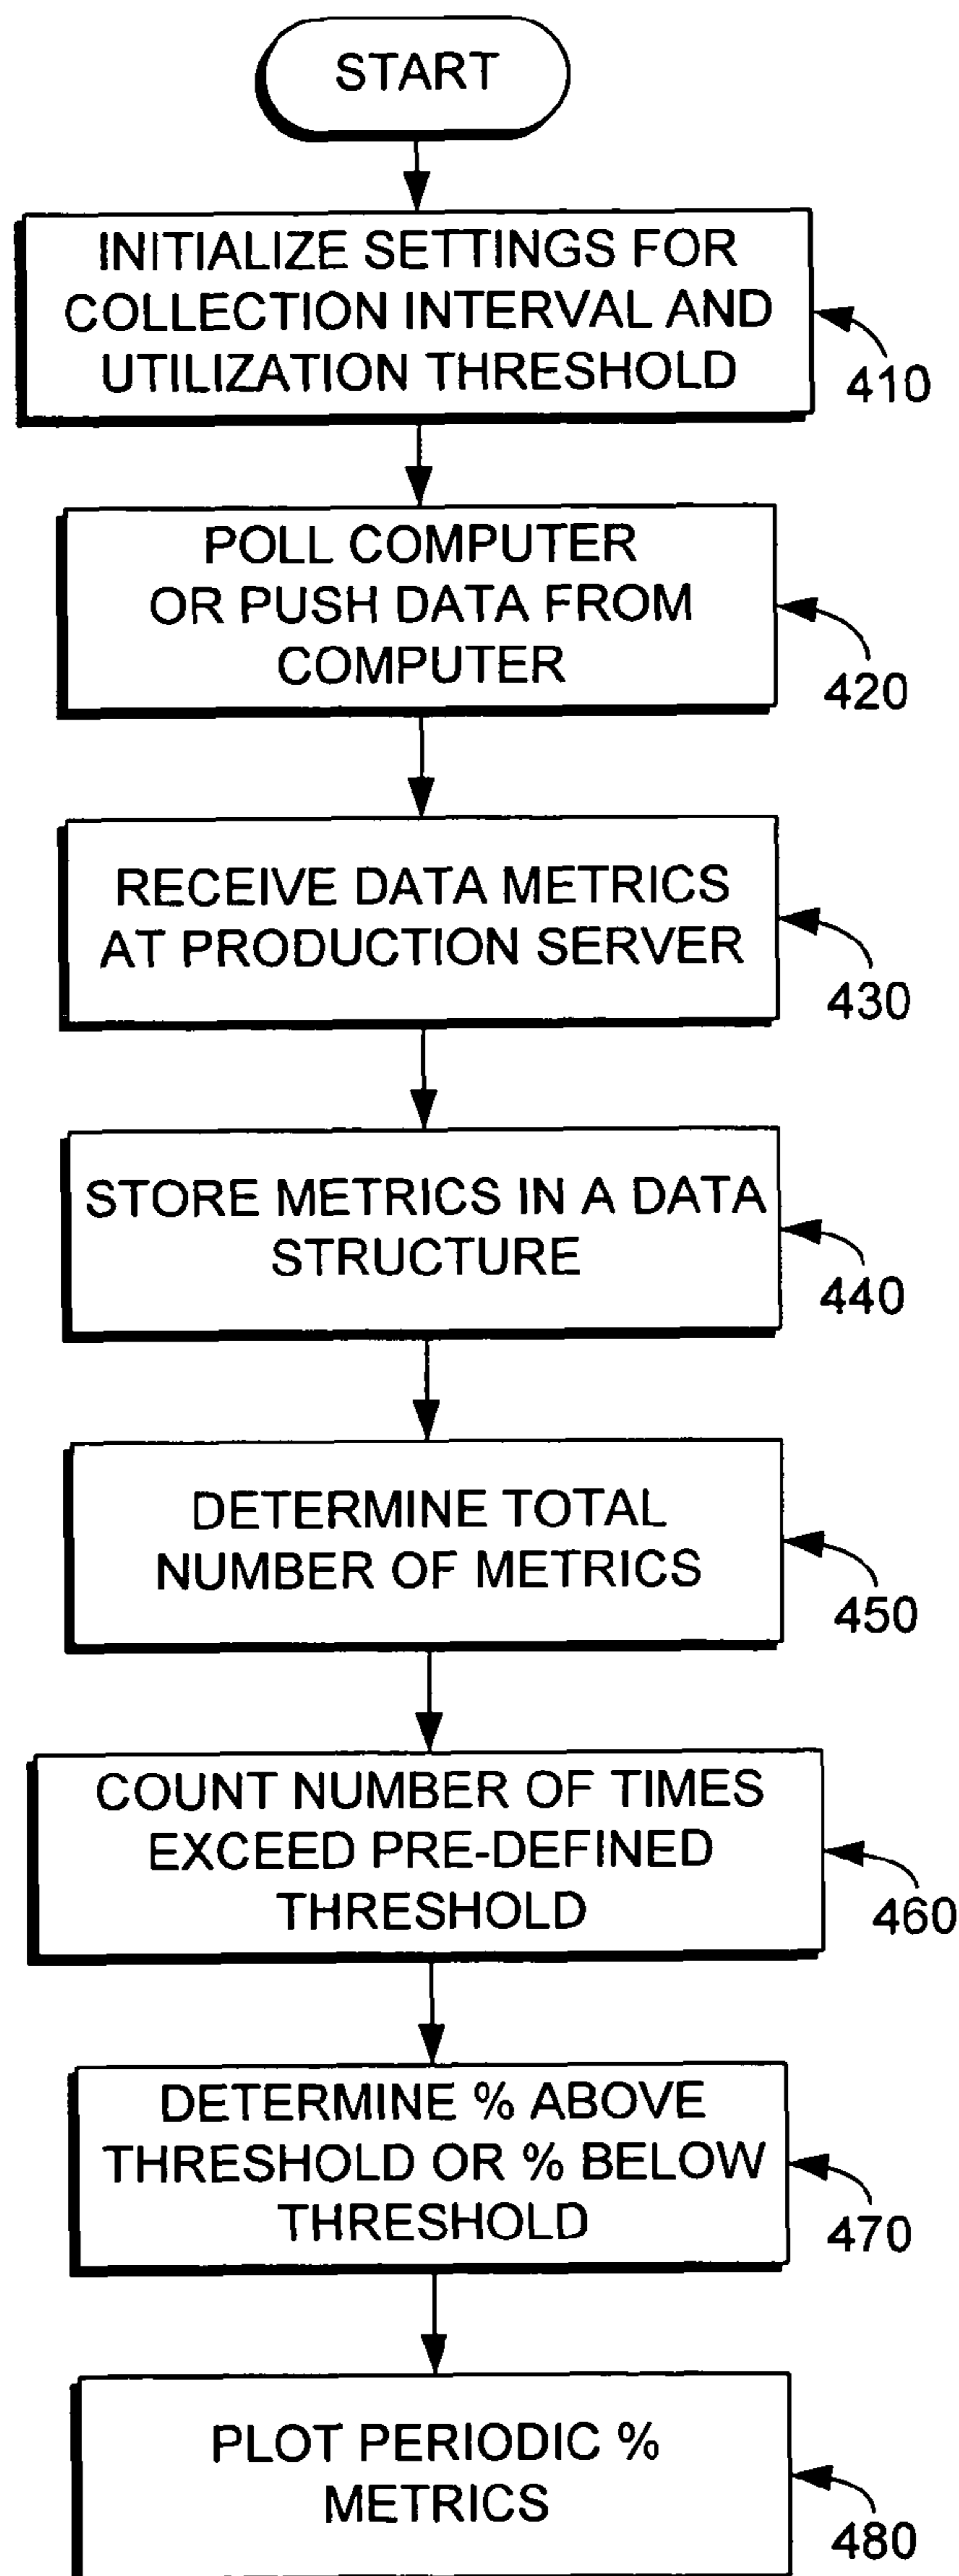 START
INITIALIZE SETTINGS FOR
COLLECTION INTERVAL AND
UTILIZATION THRESHOLD
410
POLL COMPUTER
OR PUSH DATA FROM
COMPUTER
420
RECEIVE DATA METRICS
AT PRODUCTION SERVER
430
STORE METRICS IN A DATA
STRUCTURE
440
DETERMINE TOTAL
NUMBER OF METRICS
450
COUNT NUMBER OF TIMES
EXCEED PRE-DEFINED
THRESHOLD
460
DETERMINE % ABOVE
THRESHOLD OR % BELOW
THRESHOLD
470
PLOT PERIODIC %
METRICS
480